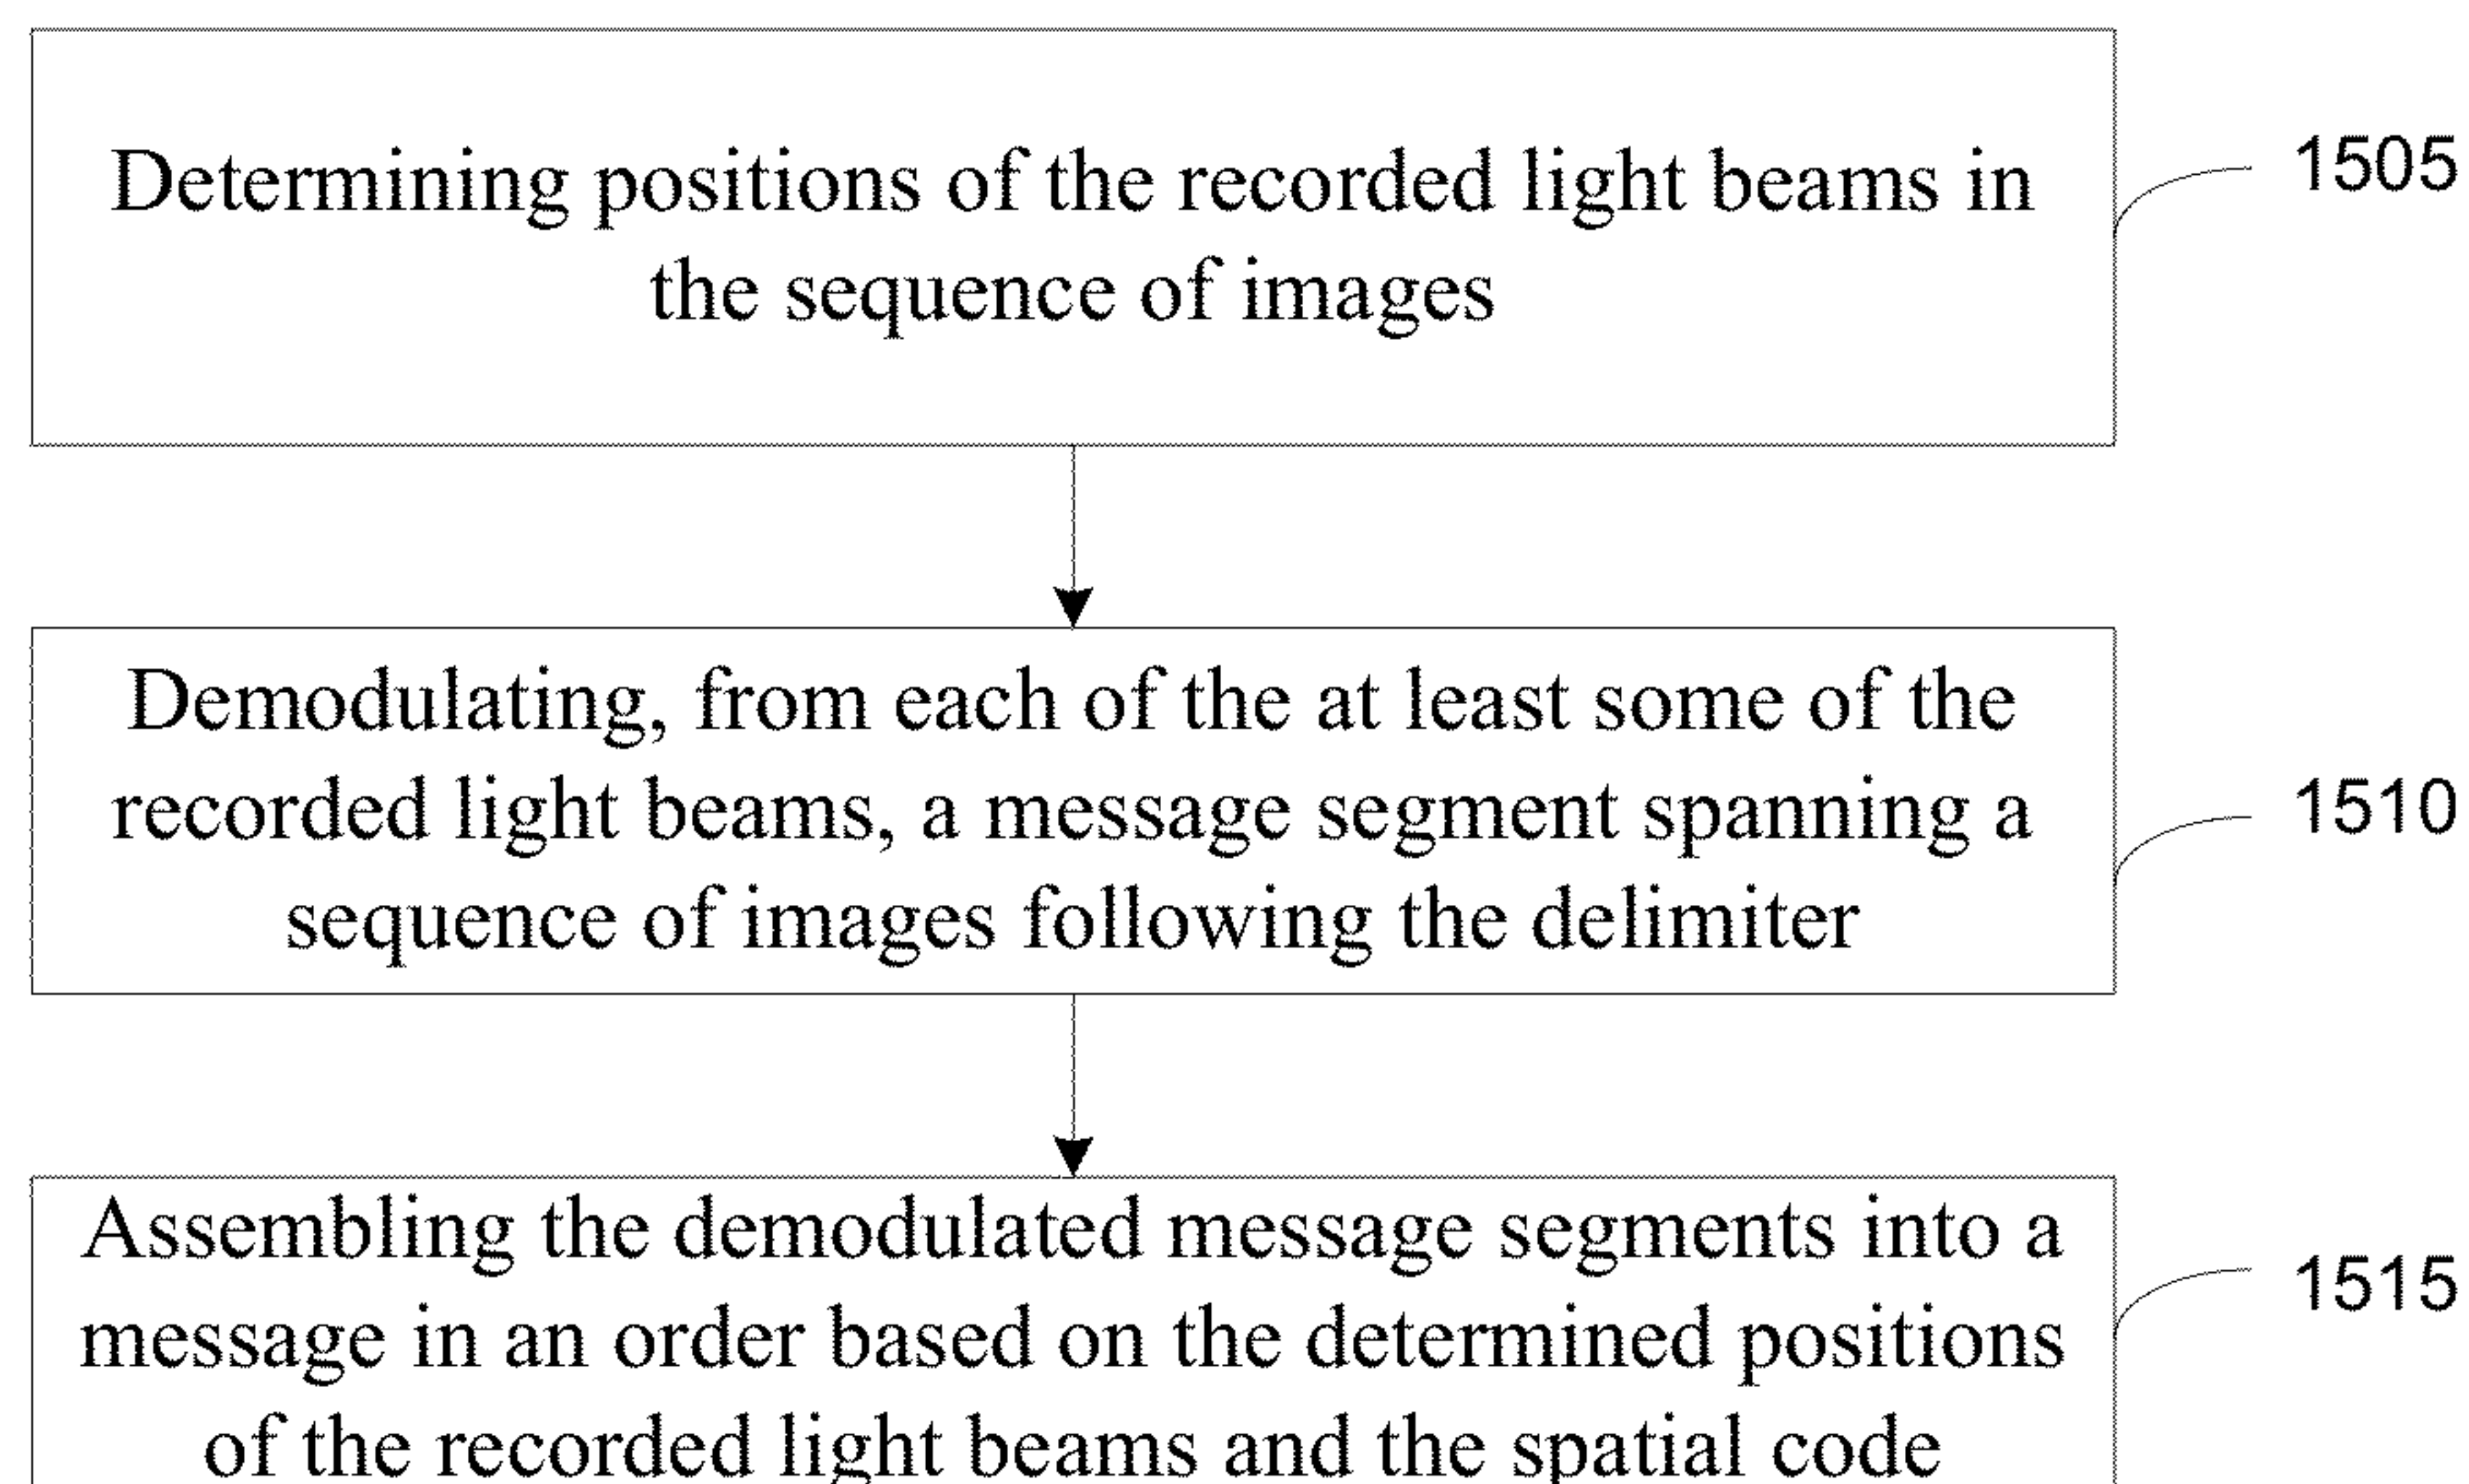 Determining positions of the recorded light beams in
the sequence of images
1505
Demodulating, from each of the at least some of the
recorded light beams, a message segment spanning a
sequence of images following the delimiter
1510
Assembling the demodulated message segments into a
message in an order based on the determined positions
of the recorded light beams and the spatial code
1515